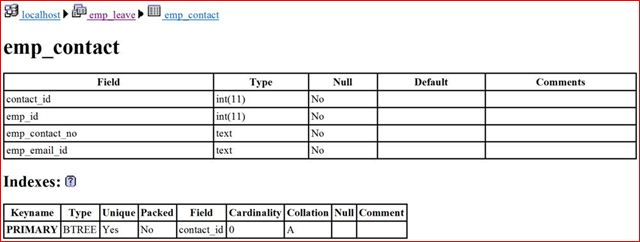 localhost emp_leave emp_contact
emp_contact
Field Type Null Default Comments
contact_id int(11) No
emp_id int(11) No
emp_contact_no text No
emp_email_id text No
Indexes: ?
Keyname Type Unique Packed Field Cardinality Collation Null Comment
PRIMARY BTREE Yes No contact_id 0 A